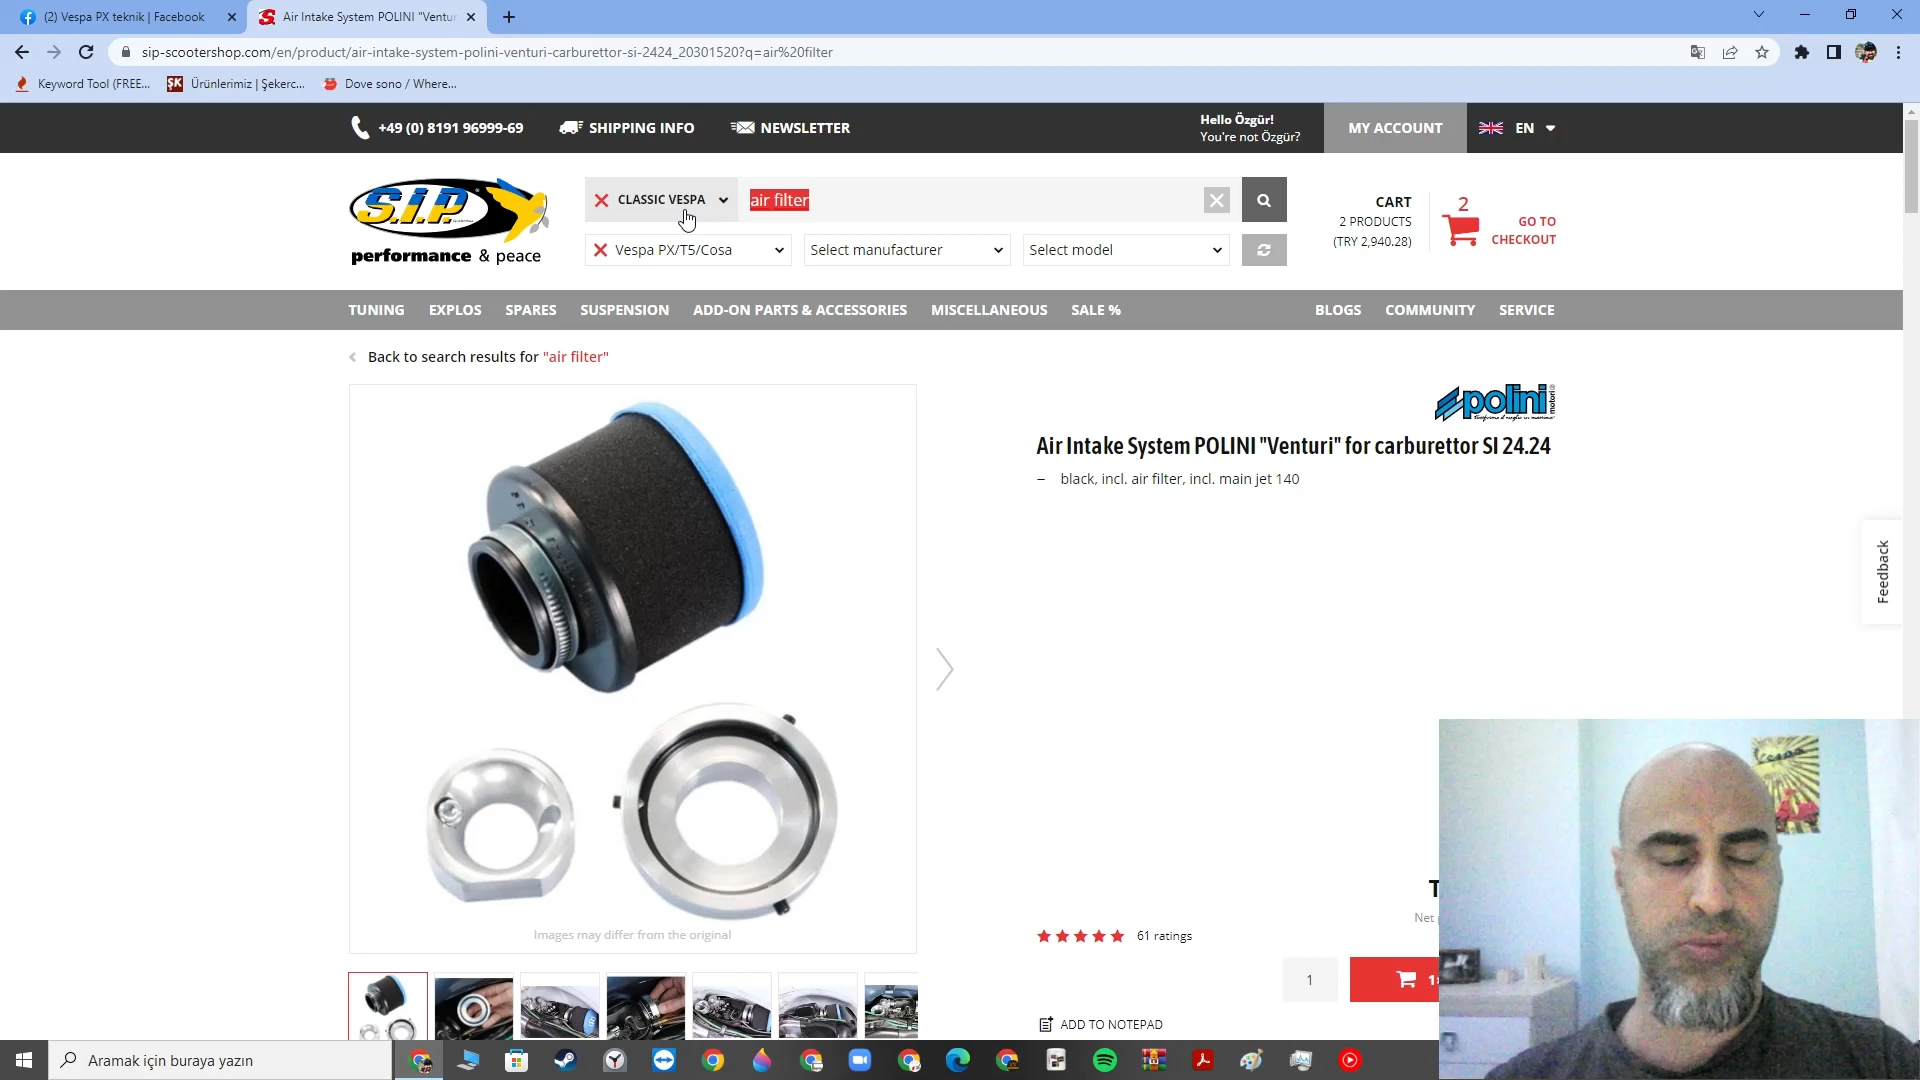 (2) Vespa PX teknik | Facebook
Air Intake System POLINI "Ventur
sip-scootershop.com/en/product/air-intake-system-polini-venturi-carburettor-si-2424_20301520?q=air%20filter
Keyword Tool (FREE...
ŞK
Ürünlerimiz | Şekerc...
Dove sono / Where...
+49 (0) 8191 96999-69
SHIPPING INFO
NEWSLETTER
Hello Özgür!
You're not Özgür?
MY ACCOUNT
EN
S.I.P
performance & peace
CLASSIC VESPA
air filter
Vespa PX/T5/Cosa
Select manufacturer
Select model
CART
2 PRODUCTS
(TRY 2,940.28)
2
GO TO
CHECKOUT
TUNING
EXPLOS
SPARES
SUSPENSION
ADD-ON PARTS & ACCESSORIES
MISCELLANEOUS
SALE %
BLOGS
COMMUNITY
SERVICE
Back to search results for "air filter"
polini
motori
Air Intake System POLINI "Venturi" for carburettor SI 24.24
– black, incl. air filter, incl. main jet 140
Feedback
Images may differ from the original
61 ratings
T
Net
1
1x
ADD TO NOTEPAD
Aramak için buraya yazın